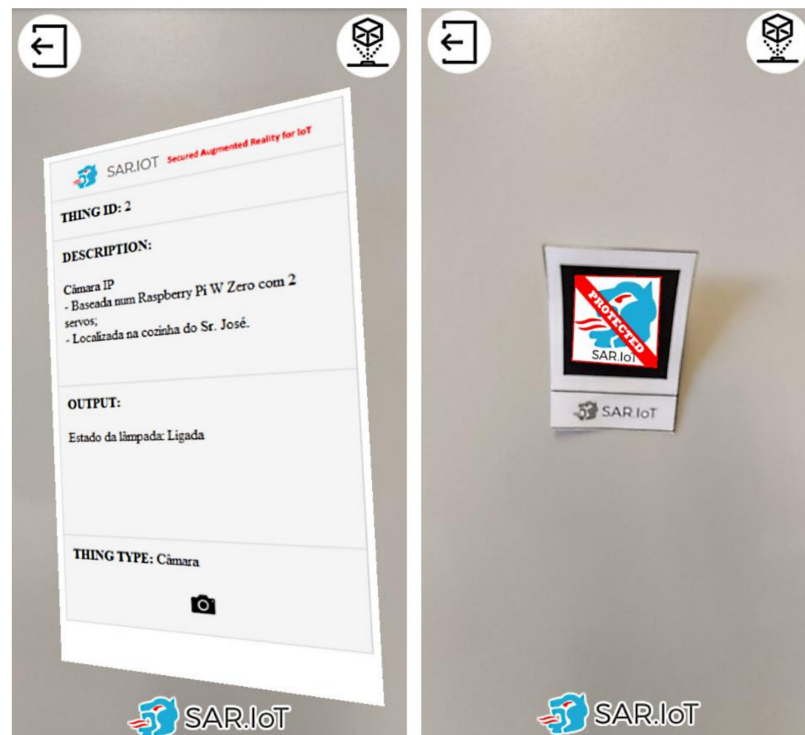 SAR.IOT Secured Augmented Reality for IoT
THING ID: 2
DESCRIPTION:
Câmara IP
- Baseada num Raspberry Pi W Zero com 2
servos;
- Localizada na cozinha do Sr. José.
OUTPUT:
Estado da lâmpada: Ligada
THING TYPE: Câmara
SAR.IoT
PROTECTED
SAR.IoT
SAR.IoT
SAR.IoT